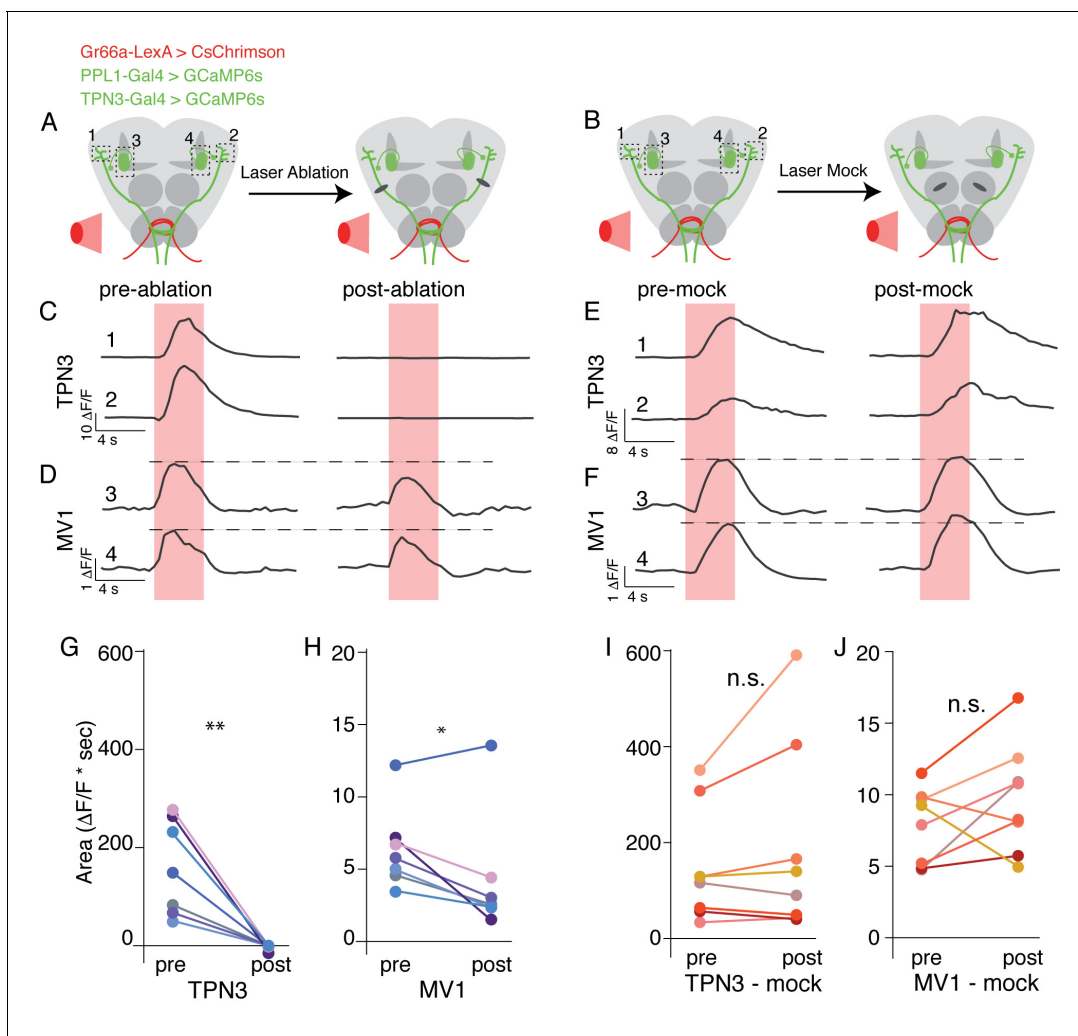 Gr66a-LexA > CsChrimson
PPL1-Gal4 > GCaMP6s
TPN3-Gal4 > GCaMP6s
A
1
3
4
2
Laser Ablation
B
1
3
4
2
Laser Mock
pre-ablation
post-ablation
pre-mock
post-mock
C
TPN3
1
2
10 ΔF/F
4 s
D
MV1
3
4
1 ΔF/F
4 s
E
TPN3
1
2
8 ΔF/F
4 s
F
MV1
3
4
1 ΔF/F
4 s
G
Area (ΔF/F * sec)
600
400
200
0
**
pre
post
TPN3
H
20
15
10
5
0
*
pre
post
MV1
I
600
400
200
0
n.s.
pre
post
TPN3 - mock
J
20
15
10
5
0
n.s.
pre
post
MV1 - mock